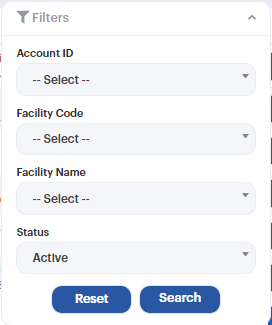 Filters
Account ID
-- Select --
Facility Code
-- Select --
Facility Name
-- Select --
Status
Active
Reset Search